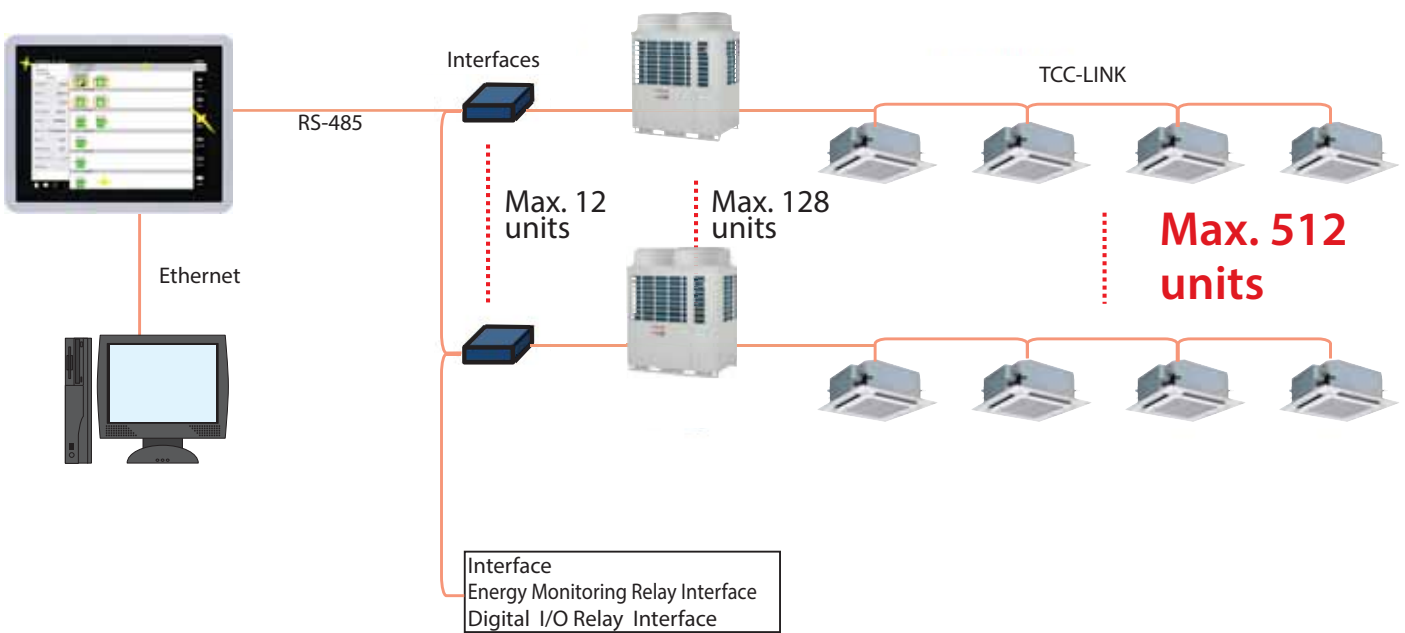 Interfaces
TCC-LINK
RS-485
Max. 12
units
Max. 128
units
Max. 512
units
Ethernet
Interface
Energy Monitoring Relay Interface
Digital I/O Relay Interface